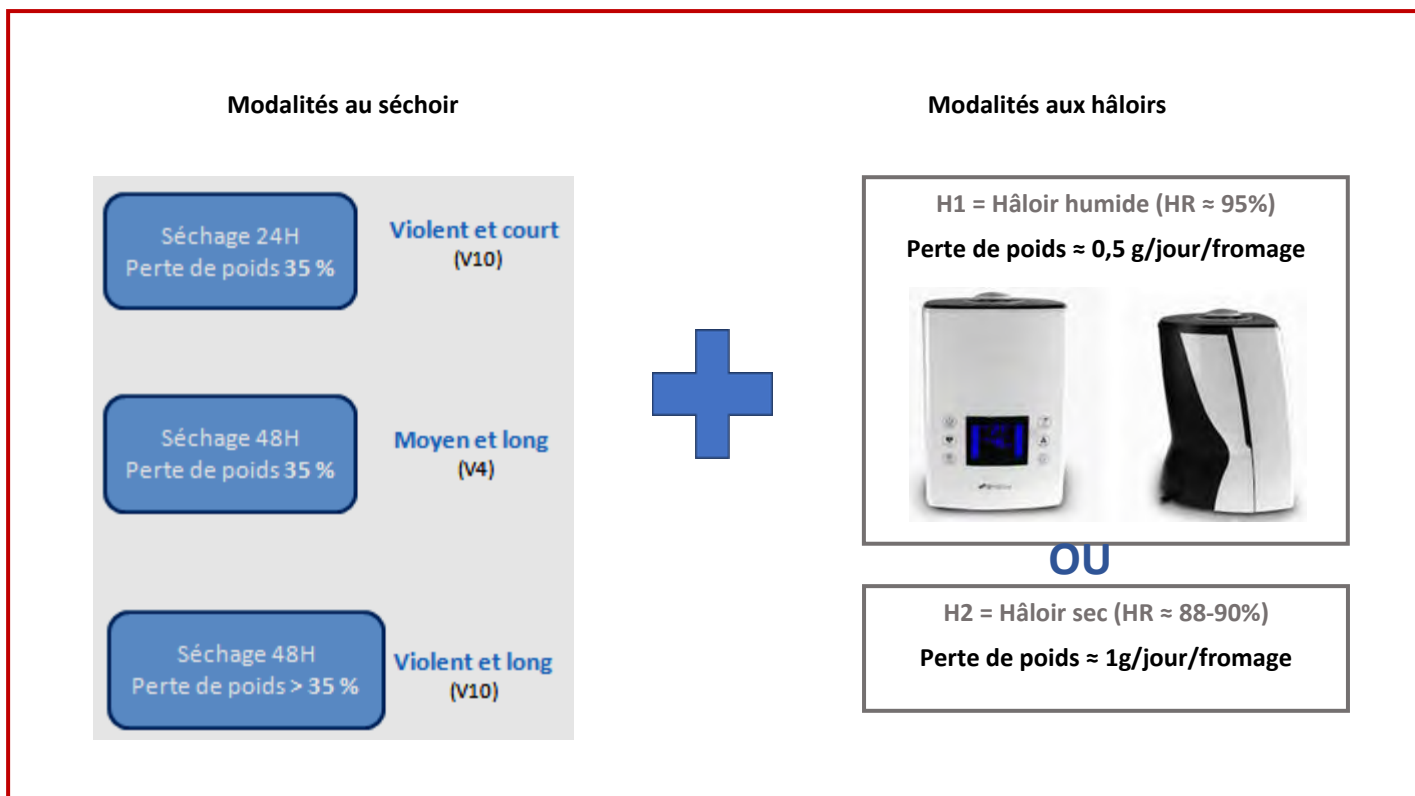 Modalités au séchoir
Séchage 24H
Perte de poids 35 %
Violent et court
(V10)
Séchage 48H
Perte de poids 35 %
Moyen et long
(V4)
Séchage 48H
Perte de poids > 35 %
Violent et long
(V10)
Modalités aux hâloirs
H1 = Hâloir humide (HR ≈ 95%)
Perte de poids ≈ 0,5 g/jour/fromage
OU
H2 = Hâloir sec (HR ≈ 88-90%)
Perte de poids ≈ 1g/jour/fromage